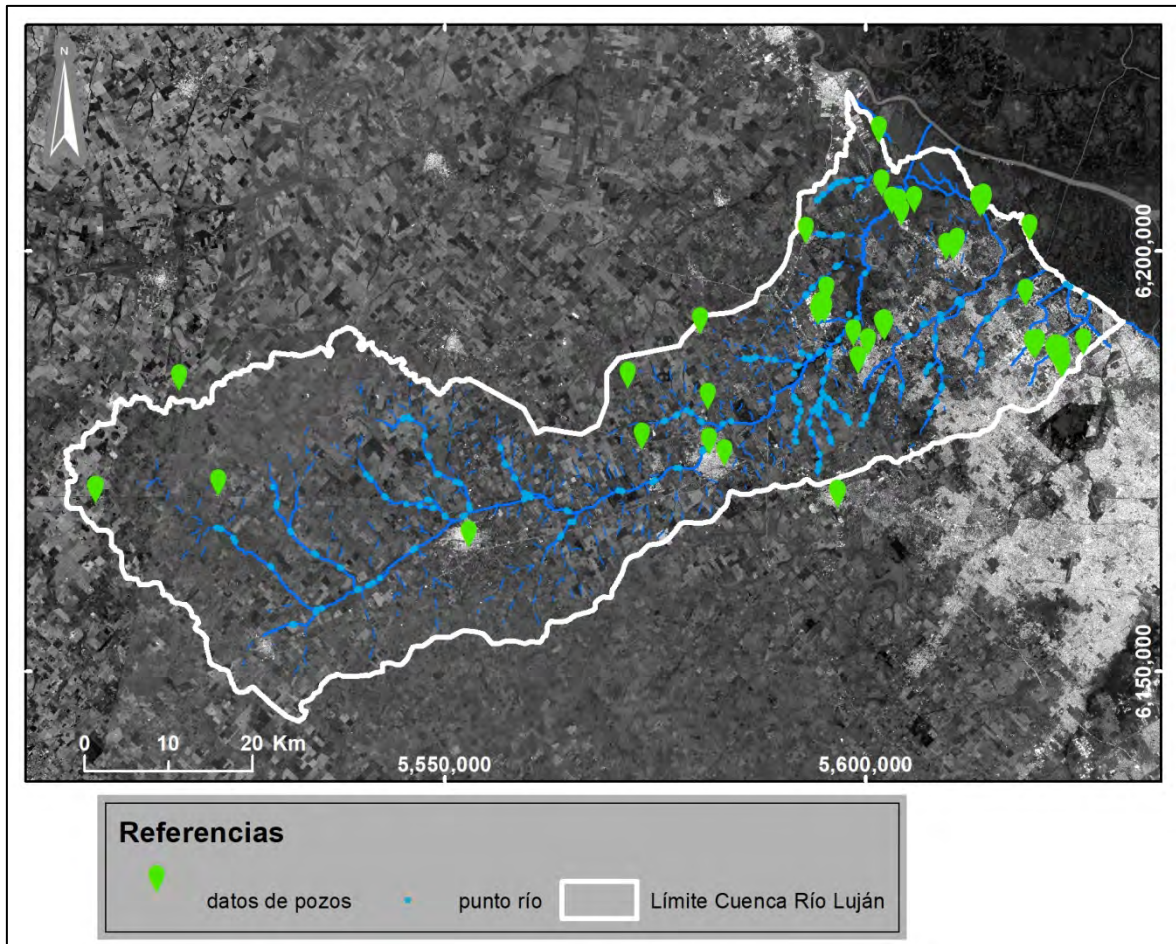 N
6,200,000
6,150,000
0 10 20 Km
5,550,000
5,600,000
Referencias
datos de pozos
punto río
Límite Cuenca Río Luján